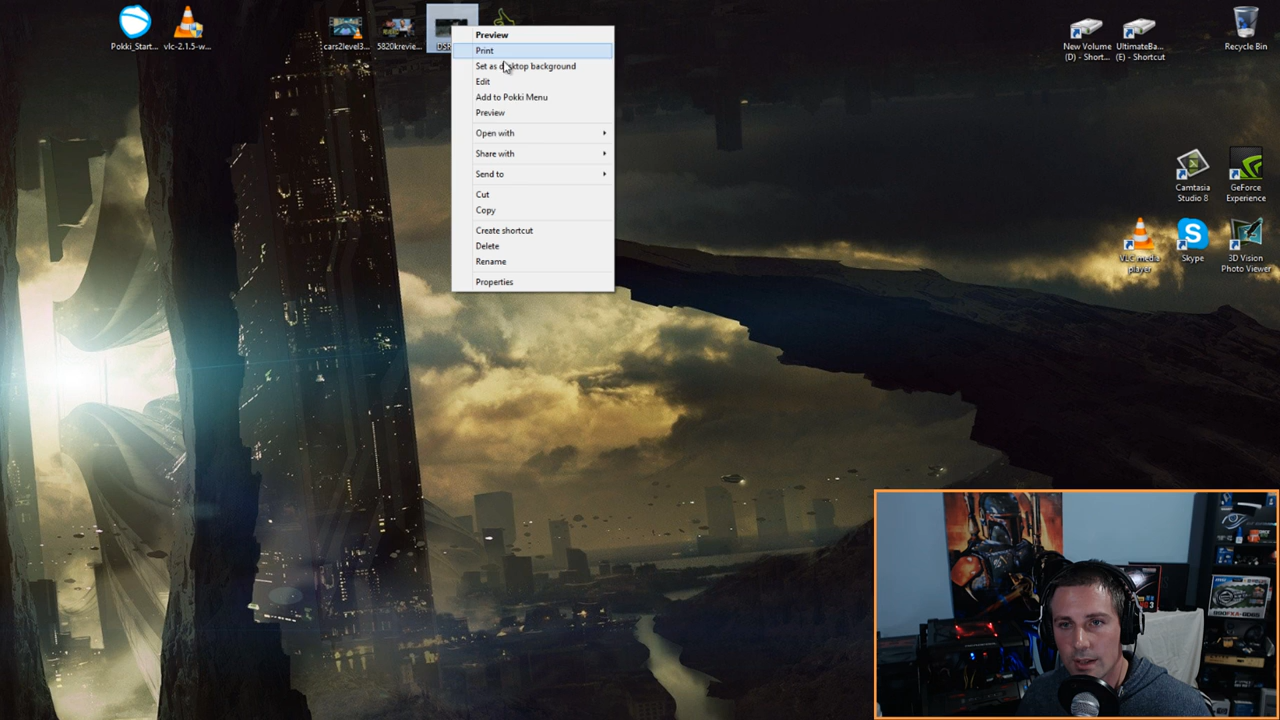 Pokki_Start...
vlc-2.1.5-w...
cars2level3...
5820krevie...
DSR
Preview
Print
Set as desktop background
Edit
Add to Pokki Menu
Preview
Open with
Share with
Send to
Cut
Copy
Create shortcut
Delete
Rename
Properties
New Volume
(D) - Short...
UltimateBa...
(E) - Shortcut
Recycle Bin
Camtasia
Studio 8
GeForce
Experience
VLC media
player
Skype
3D Vision
Photo Viewer